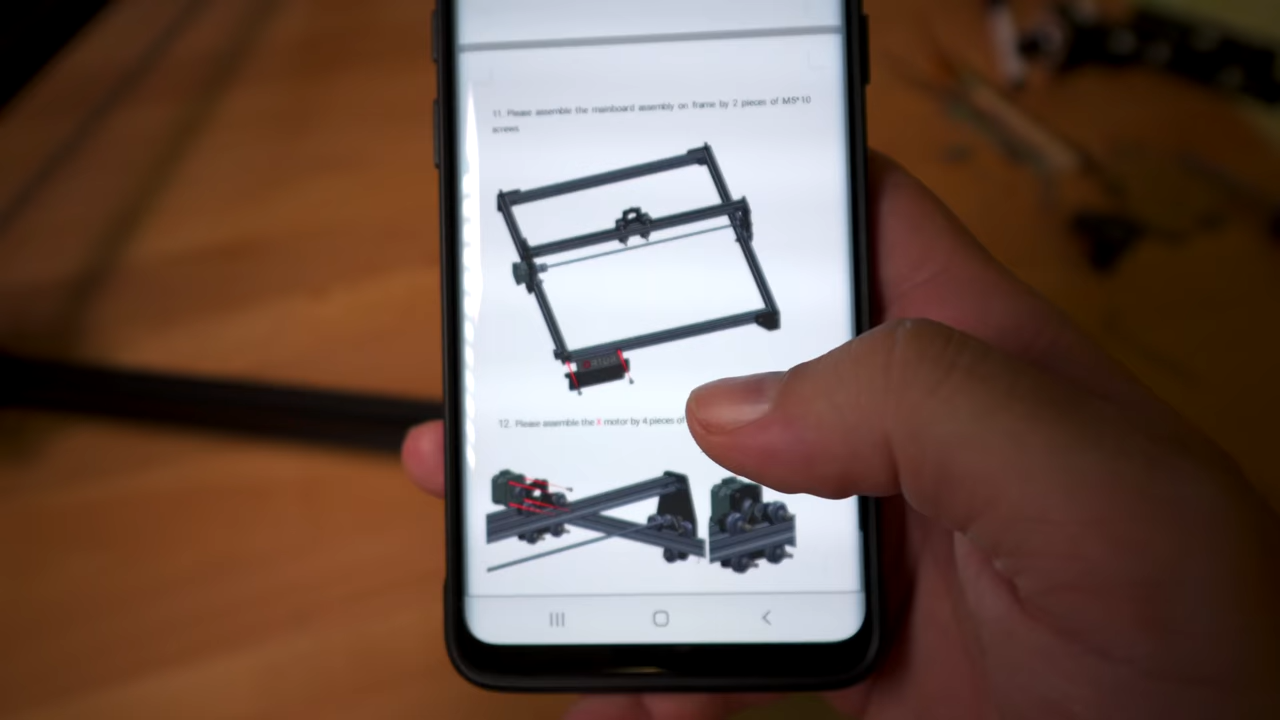 11. Please assemble the mainboard assembly on frame by 2 pieces of M5*10
screws
12. Please assemble the X motor by 4 pieces of